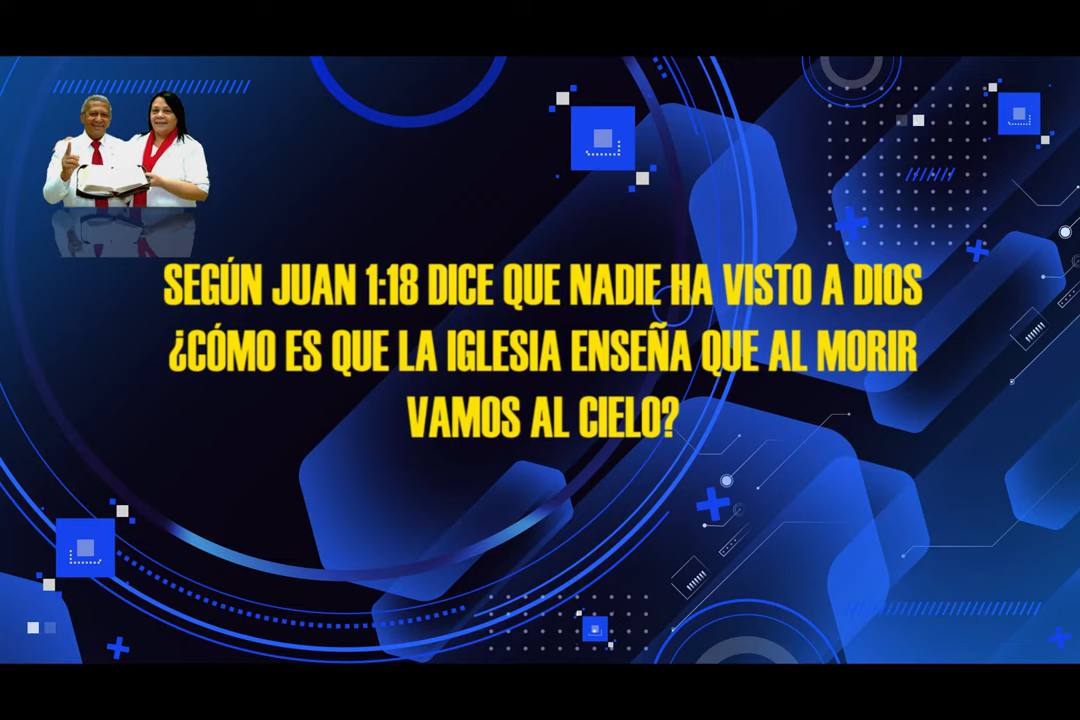 SEGÚN JUAN 1:18 DICE QUE NADIE HA VISTO A DIOS
¿CÓMO ES QUE LA IGLESIA ENSEÑA QUE AL MORIR
VAMOS AL CIELO?